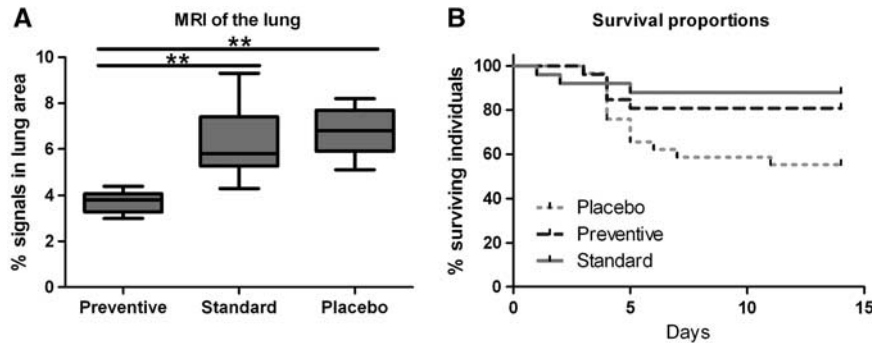 A
MRI of the lung
**
**
% signals in lung area
10
8
6
4
2
0
Preventive
Standard
Placebo
B
Survival proportions
% surviving individuals
100
80
60
40
20
0
Placebo
Preventive
Standard
0
5
10
15
Days